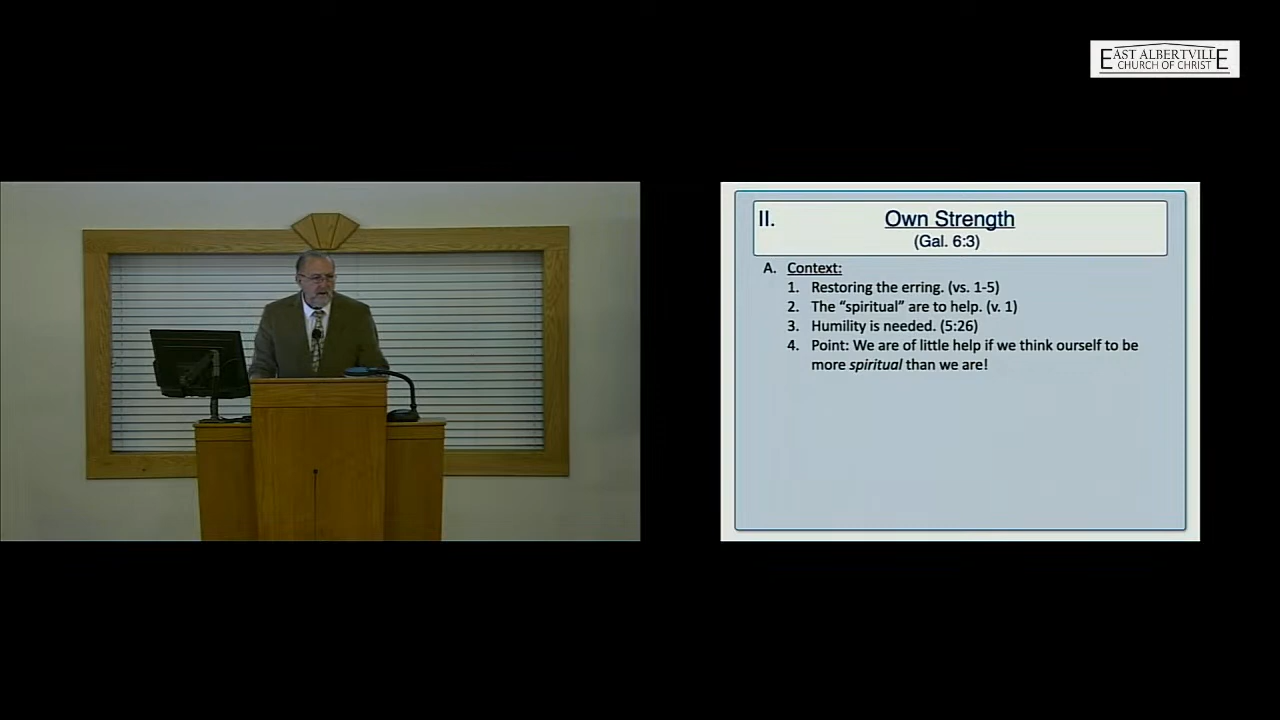 EAST ALBERTVILLE
CHURCH OF CHRIST
II. Own Strength
(Gal. 6:3)
A. Context:
1. Restoring the erring. (vs. 1-5)
2. The “spiritual” are to help. (v. 1)
3. Humility is needed. (5:26)
4. Point: We are of little help if we think ourself to be
more spiritual than we are!